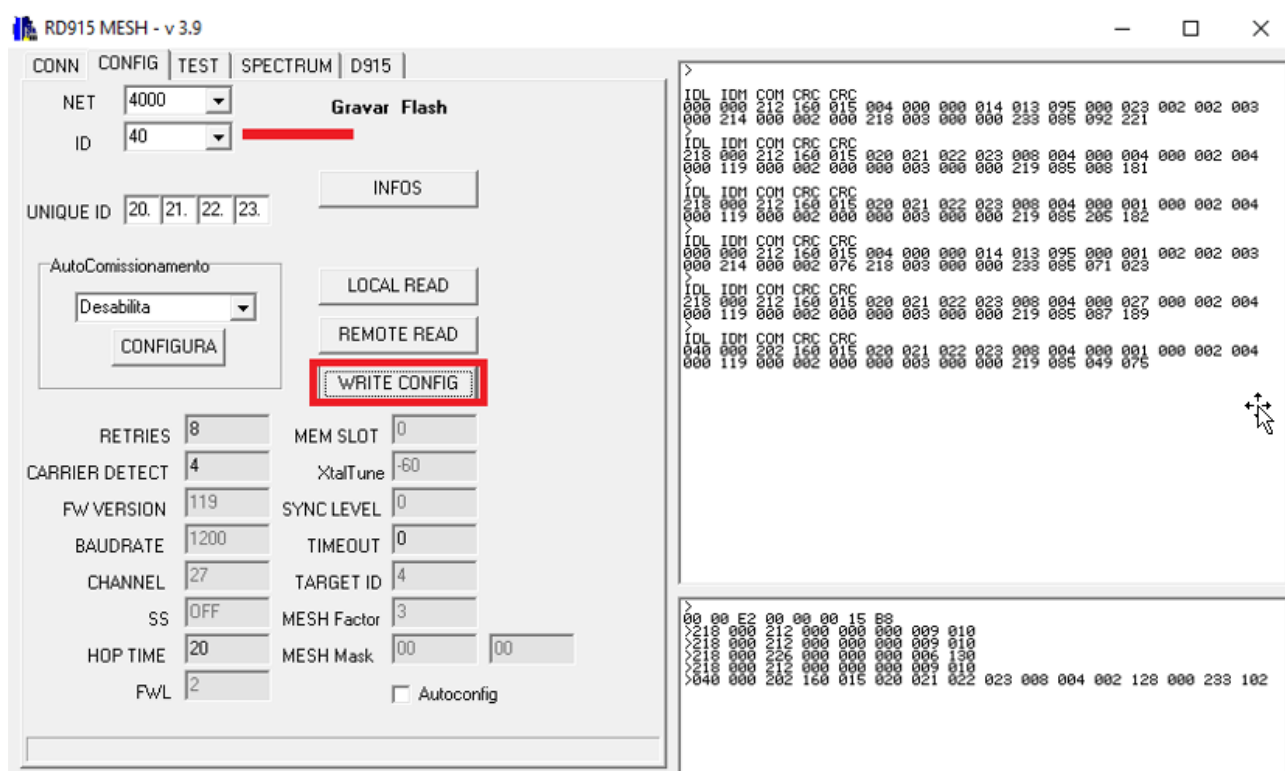 RD915 MESH - v 3.9
CONN CONFIG TEST SPECTRUM D915
NET 4000
Gravar Flash
ID 40
INFOS
UNIQUE ID 20. 21. 22. 23.
AutoComissionamento
Desabilita
CONFIGURA
LOCAL READ
REMOTE READ
WRITE CONFIG
RETRIES 8 MEM SLOT 0
CARRIER DETECT 4 XtalTune -60
FW VERSION 119 SYNC LEVEL 0
BAUDRATE 1200 TIMEOUT 0
CHANNEL 27 TARGET ID 4
SS OFF MESH Factor 3
HOP TIME 20 MESH Mask 00 00
FWL 2 Autoconfig
>
IDL IDM COM CRC CRC
000 000 212 160 015 004 000 000 014 013 095 000 023 002 002 003
000 214 000 002 000 218 003 000 000 233 085 092 221
>
IDL IDM COM CRC CRC
218 000 212 160 015 020 021 022 023 008 004 000 004 000 002 004
000 119 000 002 000 000 003 000 000 219 085 008 181
>
IDL IDM COM CRC CRC
218 000 212 160 015 020 021 022 023 008 004 000 001 000 002 004
000 119 000 002 000 000 003 000 000 219 085 205 182
>
IDL IDM COM CRC CRC
000 000 212 160 015 004 000 000 014 013 095 000 001 002 002 003
000 214 000 002 076 218 003 000 000 233 085 071 023
>
IDL IDM COM CRC CRC
218 000 212 160 015 020 021 022 023 008 004 000 027 000 002 004
000 119 000 002 000 000 003 000 000 219 085 087 189
>
IDL IDM COM CRC CRC
040 000 202 160 015 020 021 022 023 008 004 000 001 000 002 004
000 119 000 002 000 000 003 000 000 219 085 049 075
>
00 00 E2 00 00 00 15 B8
>218 000 212 000 000 000 009 010
>218 000 212 000 000 000 009 010
>218 000 226 000 000 000 006 130
>218 000 212 000 000 000 009 010
>040 000 202 160 015 020 021 022 023 008 004 002 128 000 233 102